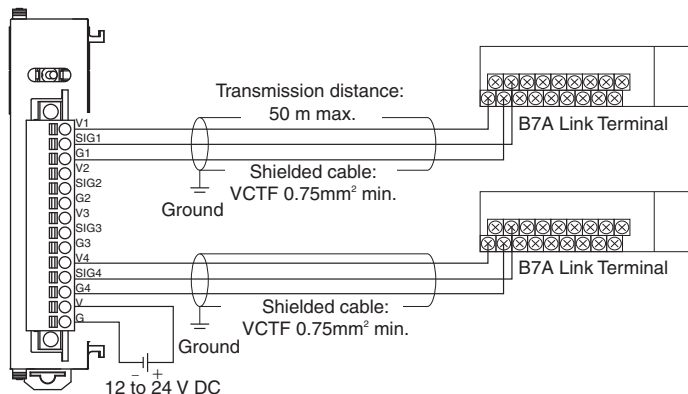 Transmission distance:
50 m max.
B7A Link Terminal
V1
SIG1
G1
V2
SIG2
G2
V3
SIG3
G3
V4
SIG4
G4
V
G
Shielded cable:
VCTF 0.75mm² min.
Ground
B7A Link Terminal
Shielded cable:
VCTF 0.75mm² min.
Ground
− +
12 to 24 V DC